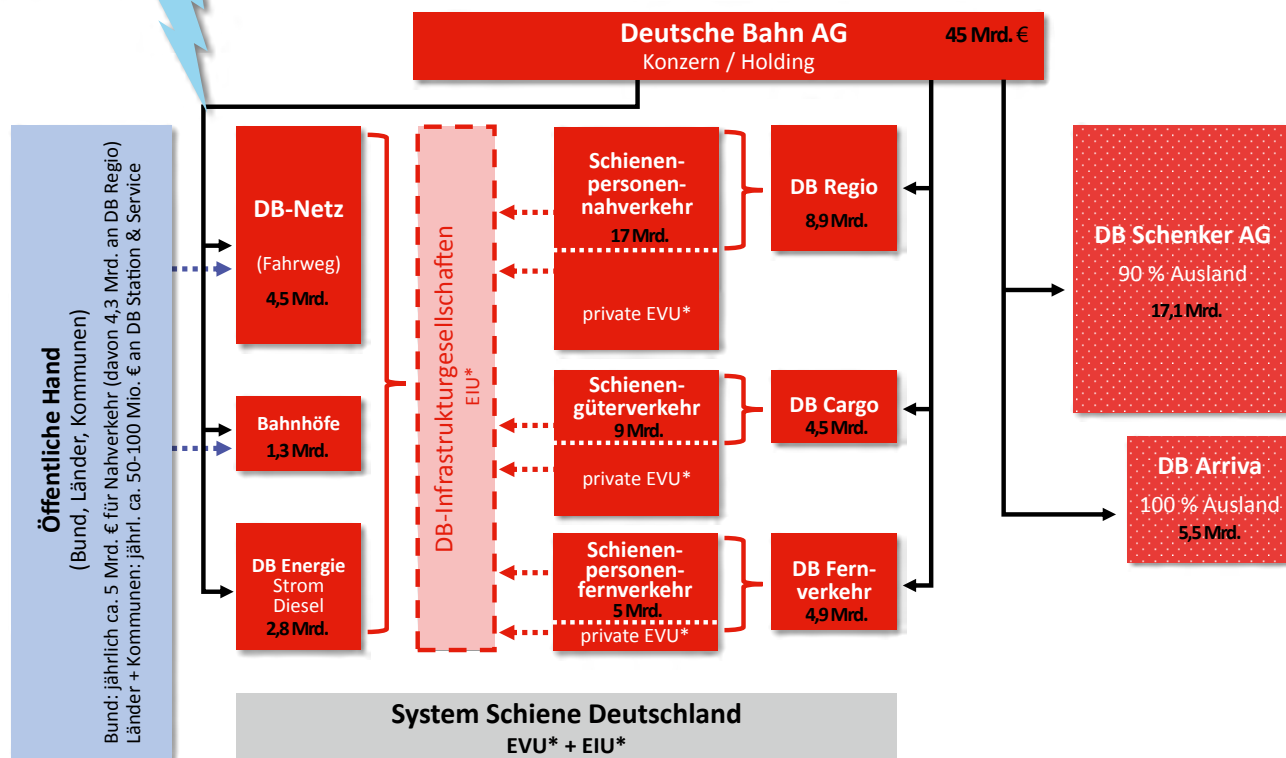 Deutsche Bahn AG
45 Mrd. €
Konzern / Holding
Öffentliche Hand
(Bund, Länder, Kommunen)
Bund: jährlich ca. 5 Mrd. € für Nahverkehr (davon 4,3 Mrd. an DB Regio)
Länder + Kommunen: jährl. ca. 50-100 Mio. € an DB Station & Service
DB-Netz
(Fahrweg)
4,5 Mrd.
Bahnhöfe
1,3 Mrd.
DB Energie
Strom
Diesel
2,8 Mrd.
DB-Infrastrukturgesellschaften
EIU*
Schienen-
personen-
nahverkehr
17 Mrd.
private EVU*
Schienen-
güterverkehr
9 Mrd.
private EVU*
Schienen-
personen-
fernverkehr
5 Mrd.
private EVU*
DB Regio
8,9 Mrd.
DB Cargo
4,5 Mrd.
DB Fern-
verkehr
4,9 Mrd.
DB Schenker AG
90 % Ausland
17,1 Mrd.
DB Arriva
100 % Ausland
5,5 Mrd.
System Schiene Deutschland
EVU* + EIU*